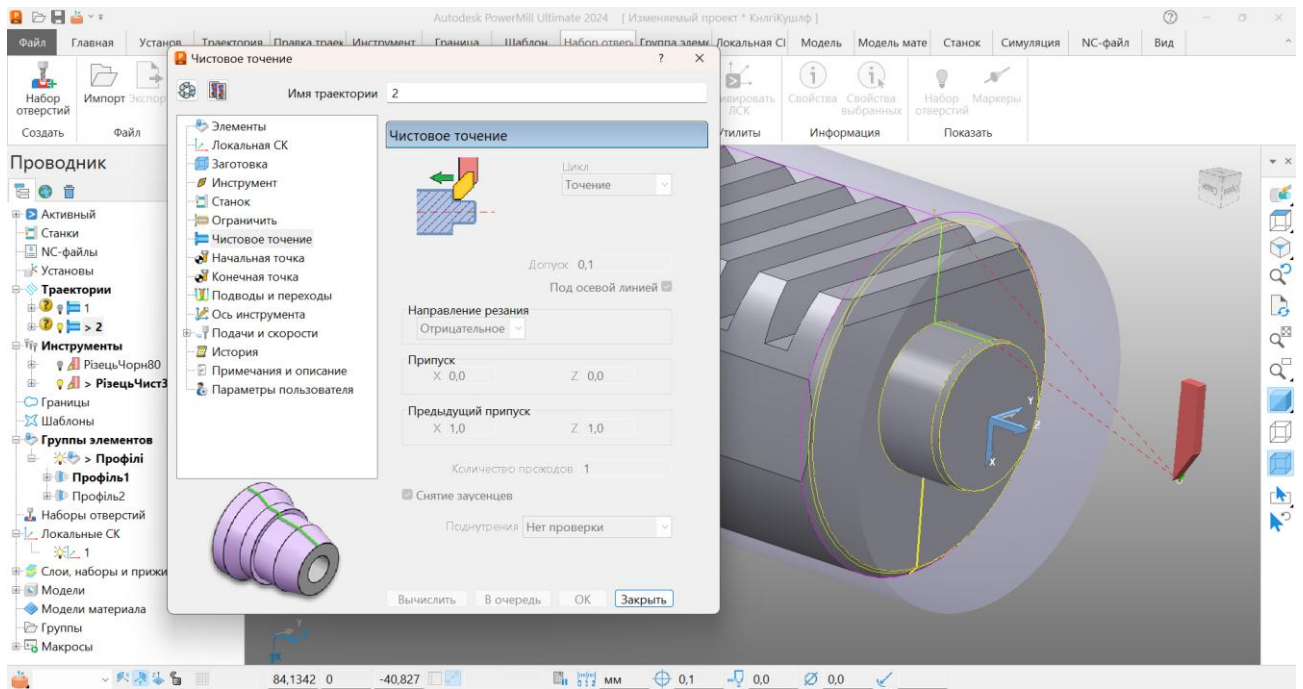 Autodesk PowerMill Ultimate 2024 [ Изменяемый проект * КнлгіКушлф ]
Файл Главная Установ Траектория Правка траек Инструмент Граница Шаблон Набор отвер Группа элеме Локальная СІ Модель Модель мате Станок Симуляция NC-файл Вид
Набор отверстий
Импорт Экспор
ЛСК
Свойства
Свойства выбранных
Набор отверстий
Маркеры
Создать Файл Утилиты Информация Показать
Проводник
Активный
Станки
NC-файлы
Установы
Траектории
1
> 2
Инструменты
РізецьЧорн80
> РізецьЧист3
Границы
Шаблоны
Группы элементов
> Профілі
Профіль1
Профіль2
Наборы отверстий
Локальные СК
1
Слои, наборы и прижи
Модели
Модели материала
Группы
Макросы
Чистовое точение ? ×
Имя траектории 2
Элементы
Локальная СК
Заготовка
Инструмент
Станок
Ограничить
Чистовое точение
Начальная точка
Конечная точка
Подводы и переходы
Ось инструмента
Подачи и скорости
История
Примечания и описание
Параметры пользователя
Чистовое точение
Цикл
Точение
Допуск 0,1
Под осевой линией
Направление резания
Отрицательное
Припуск
X 0,0 Z 0,0
Предыдущий припуск
X 1,0 Z 1,0
Количество проходов 1
Снятие заусенцев
Поднутрения Нет проверки
Вычислить В очередь ОК Закрыть
Y
Z
X
84,1342 0 -40,827 мм 0,1 0,0 0,0